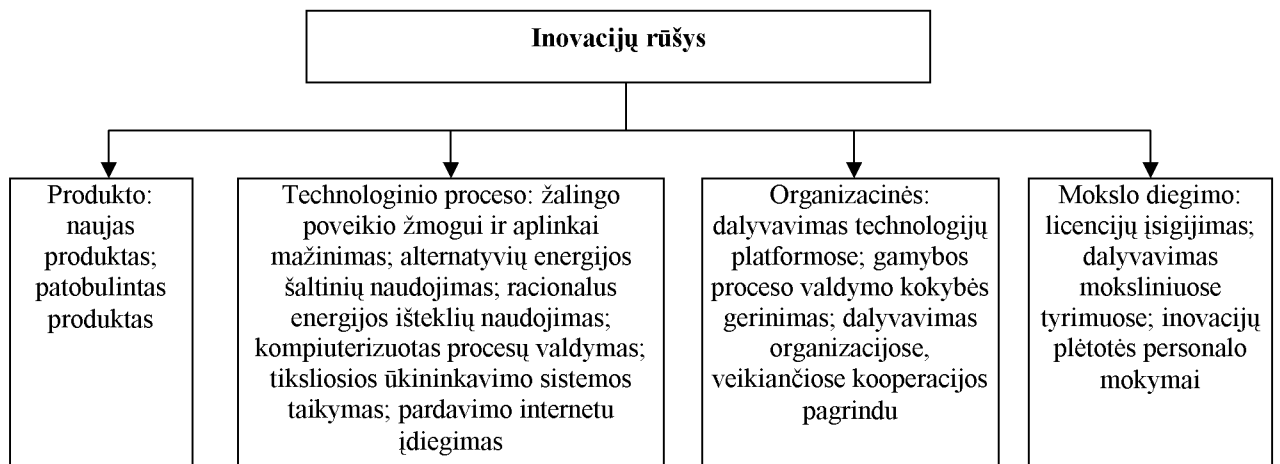 Inovacijų rūšys
Produkto:
naujas
produktas;
patobulintas
produktas
Technologinio proceso: žalingo
poveikio žmogui ir aplinkai
mažinimas; alternatyvių energijos
šaltinių naudojimas; racionalus
energijos išteklių naudojimas;
kompiuterizuotas procesų valdymas;
tiksliosios ūkininkavimo sistemos
taikymas; pardavimo internetu
įdiegimas
Organizacinės:
dalyvavimas technologijų
platformose; gamybos
proceso valdymo kokybės
gerinimas; dalyvavimas
organizacijose,
veikiančiose kooperacijos
pagrindu
Mokslo diegimo:
licencijų įsigijimas;
dalyvavimas
moksliniuose
tyrimuose; inovacijų
plėtotės personalo
mokymai